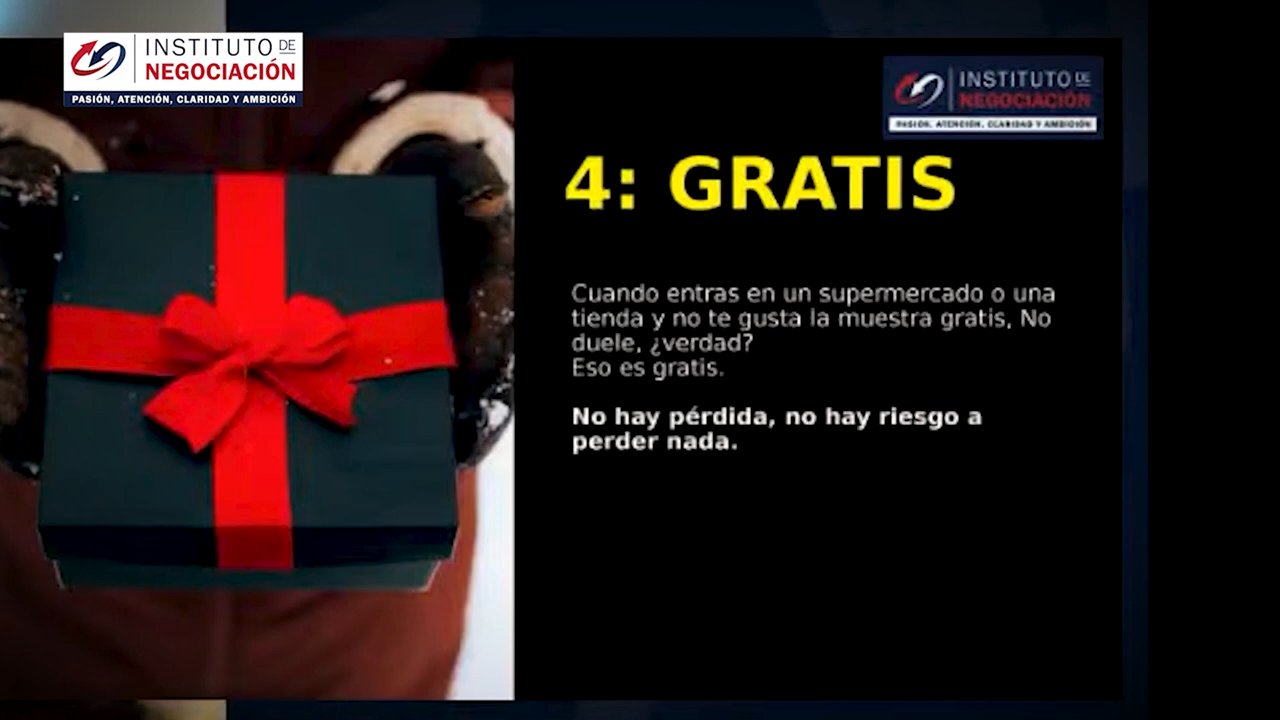 INSTITUTO DE
NEGOCIACIÓN
PASIÓN, ATENCIÓN, CLARIDAD Y AMBICIÓN
INSTITUTO DE
NEGOCIACIÓN
PASIÓN, ATENCIÓN, CLARIDAD Y AMBICIÓN
4: GRATIS
Cuando entras en un supermercado o una
tienda y no te gusta la muestra gratis, No
duele, ¿verdad?
Eso es gratis.
No hay pérdida, no hay riesgo a
perder nada.